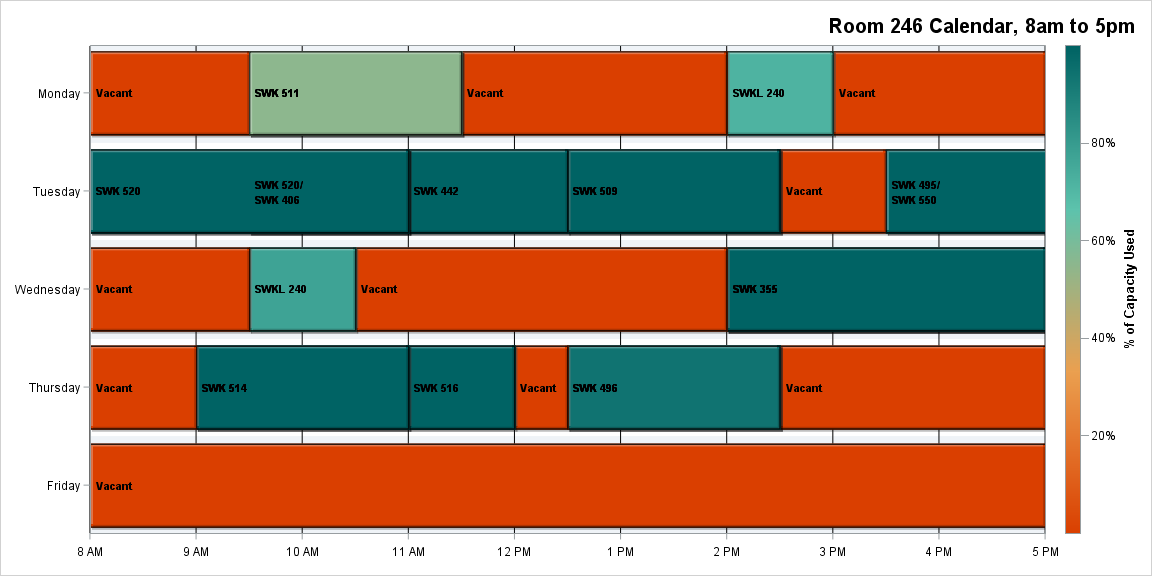 Room 246 Calendar, 8am to 5pm
Monday
Vacant
SWK 511
Vacant
SWKL 240
Vacant
Tuesday
SWK 520
SWK 520/
SWK 406
SWK 442
SWK 509
Vacant
SWK 495/
SWK 550
Wednesday
Vacant
SWKL 240
Vacant
SWK 355
Thursday
Vacant
SWK 514
SWK 516
Vacant
SWK 496
Vacant
Friday
Vacant
8 AM
9 AM
10 AM
11 AM
12 PM
1 PM
2 PM
3 PM
4 PM
5 PM
80%
60%
40%
20%
% of Capacity Used